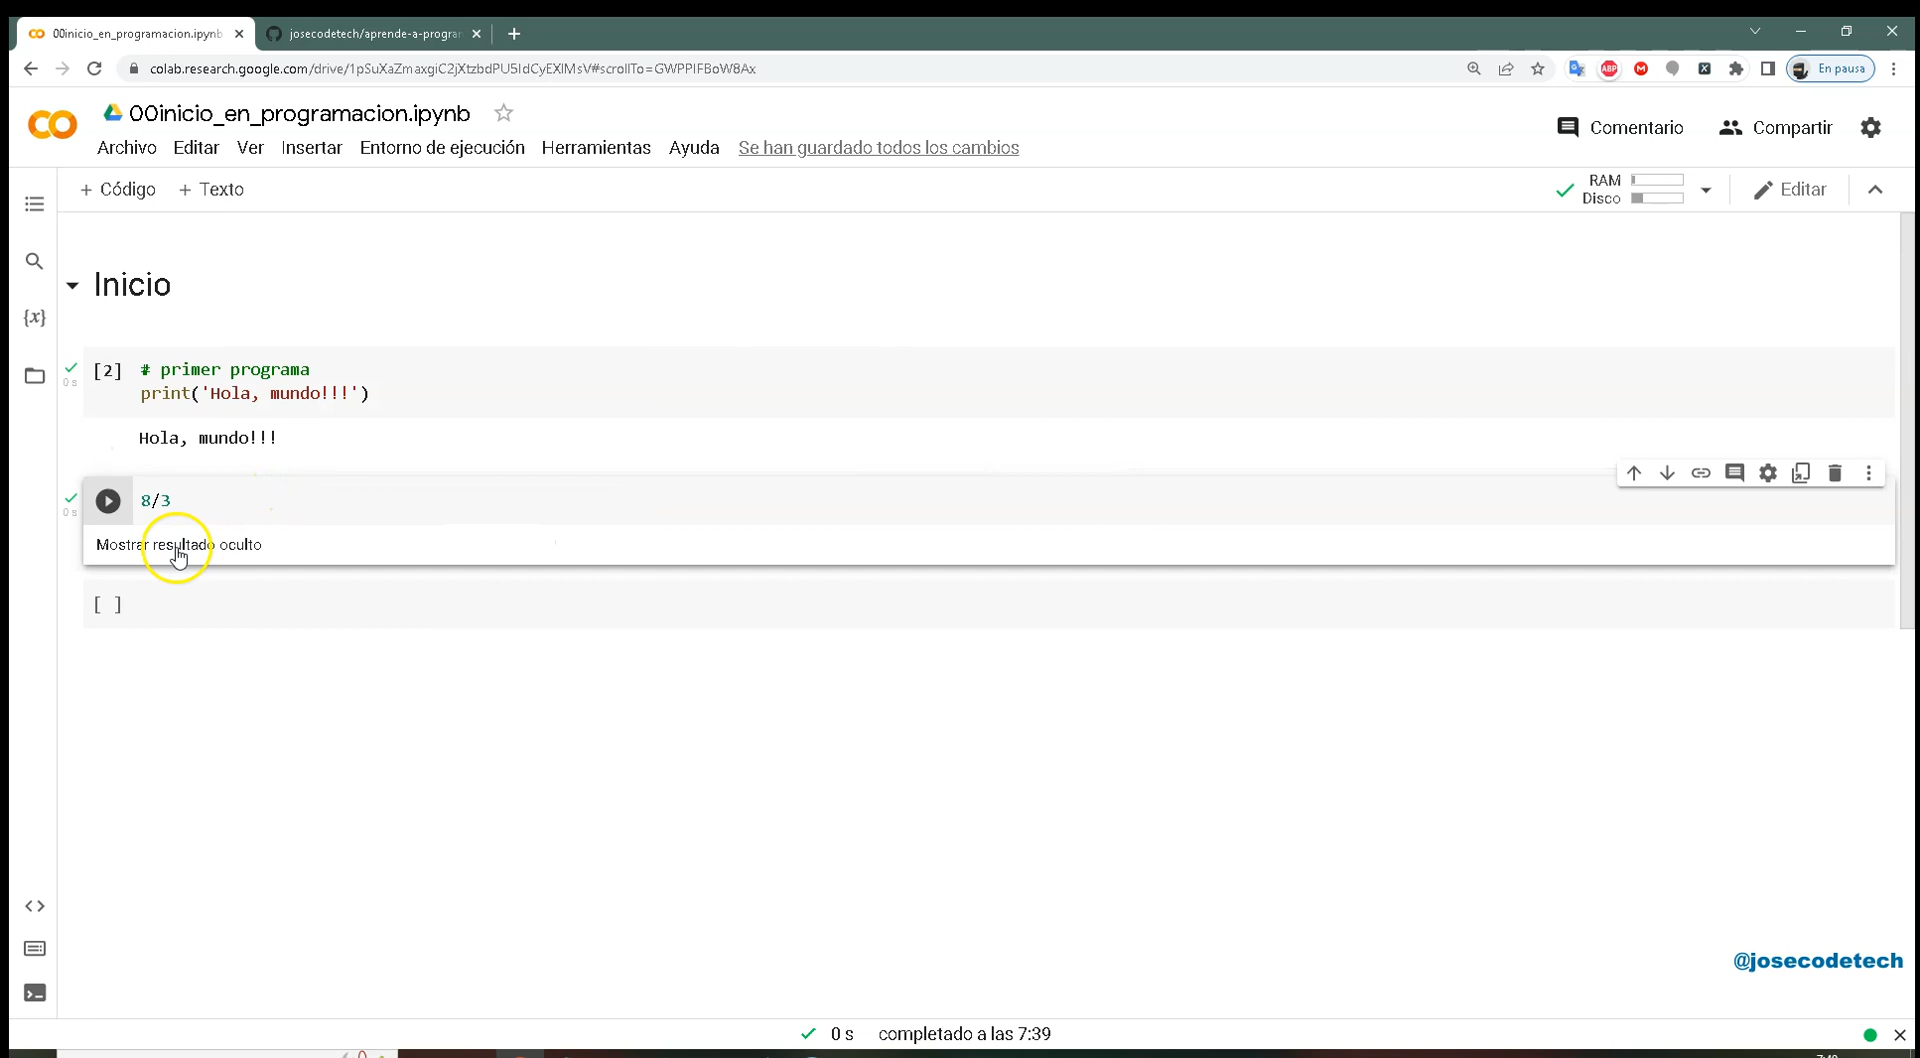 00inicio_en_programacion.ipynb
josecodetech/aprende-a-progra
colab.research.google.com/drive/1pSuXaZmaxgiC2jXtzbdPU5IdCyEXIMsV#scrollTo=GWPPIFBoW8Ax
ABP
En pausa
CO 00inicio_en_programacion.ipynb
Comentario Compartir
Archivo Editar Ver Insertar Entorno de ejecución Herramientas Ayuda Se han guardado todos los cambios
+ Código + Texto
RAM
Disco
Editar
Inicio
{x}
[2] # primer programa
0 s
print('Hola, mundo!!!')
Hola, mundo!!!
8/3
0 s
Mostrar resultado oculto
[ ]
@josecodetech
0 s completado a las 7:39